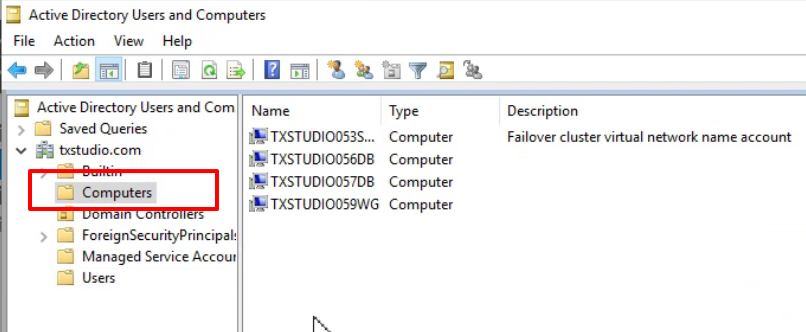 Active Directory Users and Computers
File Action View Help
Active Directory Users and Com
Saved Queries
txstudio.com
Builtin
Computers
Domain Controllers
ForeignSecurityPrincipals
Managed Service Accour
Users
Name Type Description
TXSTUDIO053S... Computer Failover cluster virtual network name account
TXSTUDIO056DB Computer
TXSTUDIO057DB Computer
TXSTUDIO059WG Computer